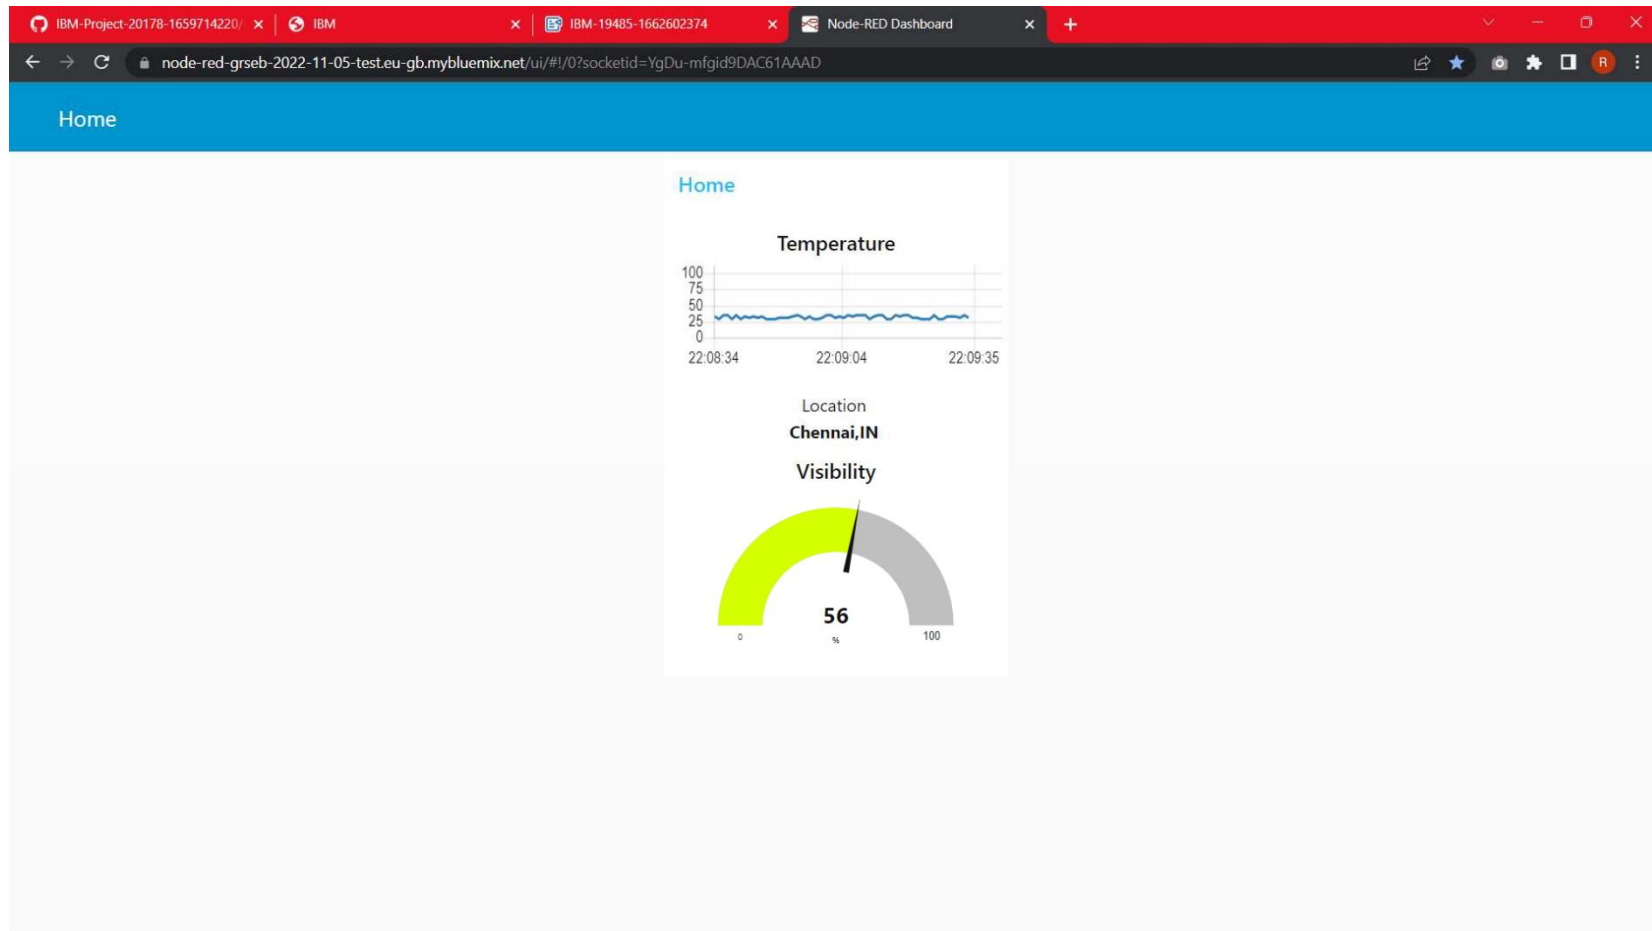 IBM-Project-20178-1659714220/ IBM IBM-19485-1662602374 Node-RED Dashboard
node-red-grseb-2022-11-05-test.eu-gb.mybluemix.net/ui/#!/0?socketid=YgDu-mfgid9DAC61AAAD R
Home
Home
Temperature
100
75
50
25
0
22:08:34 22:09:04 22:09:35
Location
Chennai,IN
Visibility
56
0 % 100